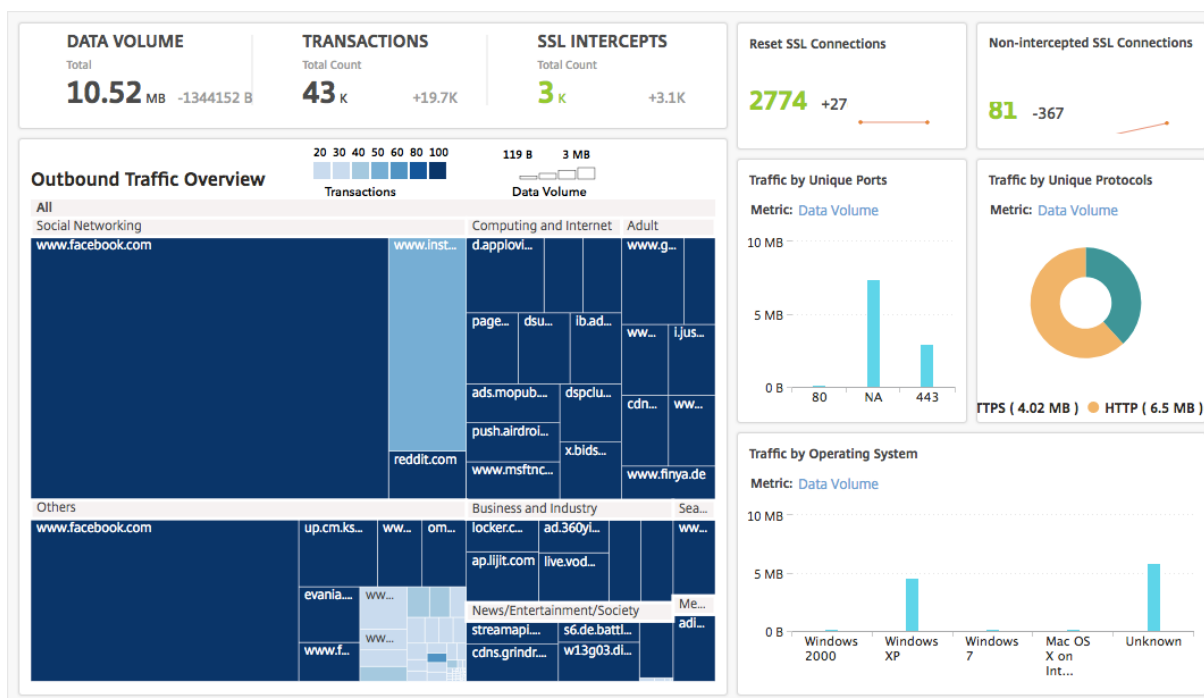 DATA VOLUME
Total
10.52 MB -1344152 B
TRANSACTIONS
Total Count
43 K +19.7K
SSL INTERCEPTS
Total Count
3 K +3.1K
Reset SSL Connections
2774 +27
Non-intercepted SSL Connections
81 -367
Outbound Traffic Overview
20 30 40 50 60 80 100
Transactions
119 B 3 MB
Data Volume
All
Social Networking
www.facebook.com
www.inst...
reddit.com
Computing and Internet
d.applovi...
page... dsu... ib.ad...
ads.mopub.... dspclu...
push.airdroi...
x.bids...
www.msftnc...
Adult
www.g...
ww... i.jus...
cdn... ww...
www.finya.de
Others
www.facebook.com
up.cm.ks... ww... om...
evania.... ww...
ww...
www.f...
Business and Industry
locker.c... ad.360yi...
ap.lijit.com live.vod...
Sea...
ww...
News/Entertainment/Society
streamapi.... s6.de.battl...
cdns.grindr.... w13g03.di...
Me...
adi...
Traffic by Unique Ports
Metric: Data Volume
10 MB
5 MB
0 B
80 NA 443
Traffic by Unique Protocols
Metric: Data Volume
TTPS ( 4.02 MB ) HTTP ( 6.5 MB )
Traffic by Operating System
Metric: Data Volume
10 MB
5 MB
0 B
Windows 2000
Windows XP
Windows 7
Mac OS X on Int...
Unknown